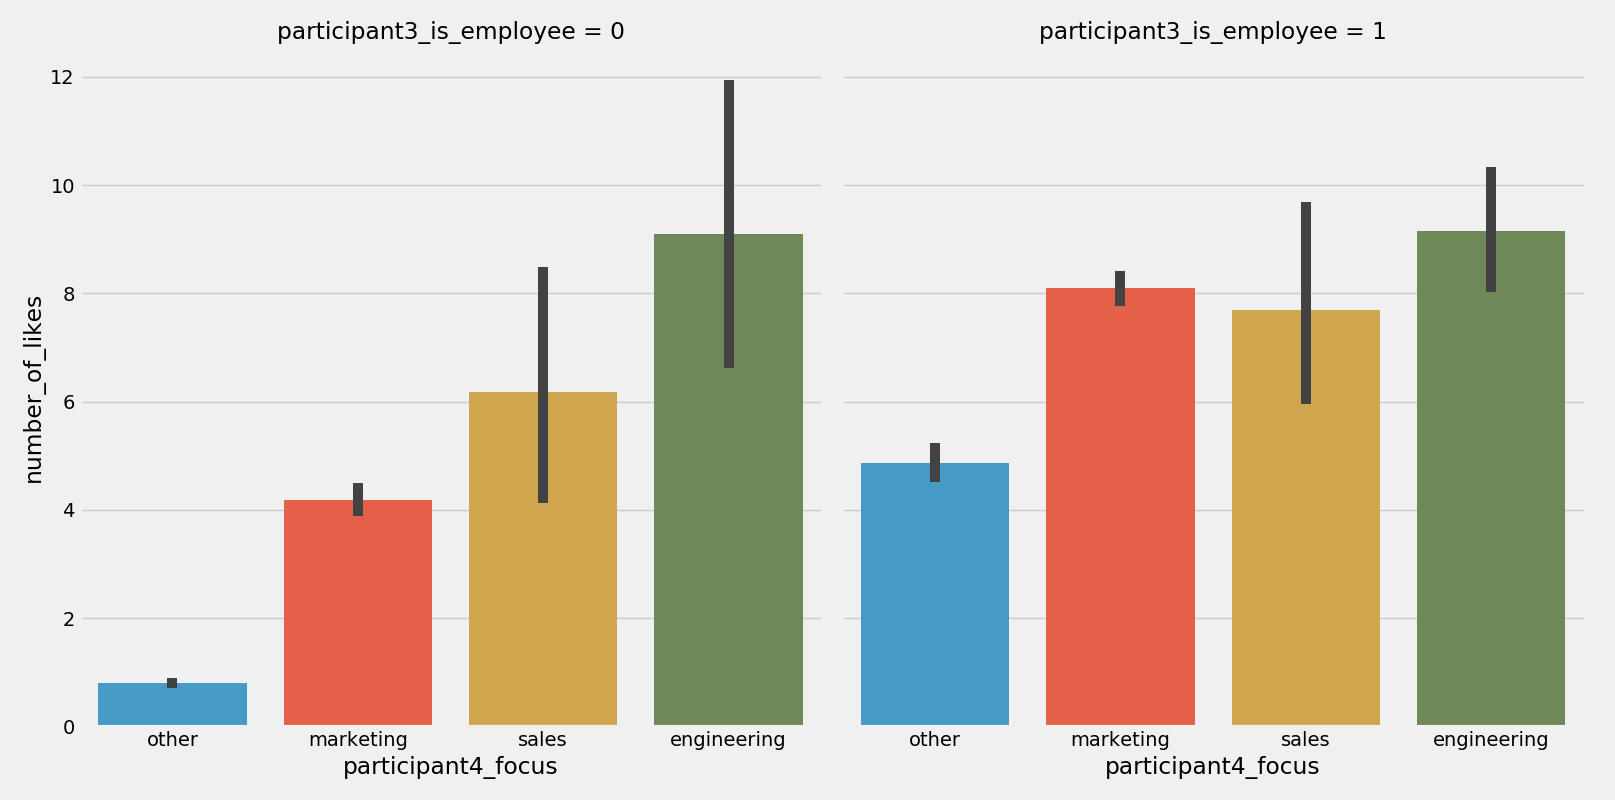 participant3_is_employee = 0
participant3_is_employee = 1
number_of_likes
12
10
8
6
4
2
0
other marketing sales engineering
other marketing sales engineering
participant4_focus
participant4_focus